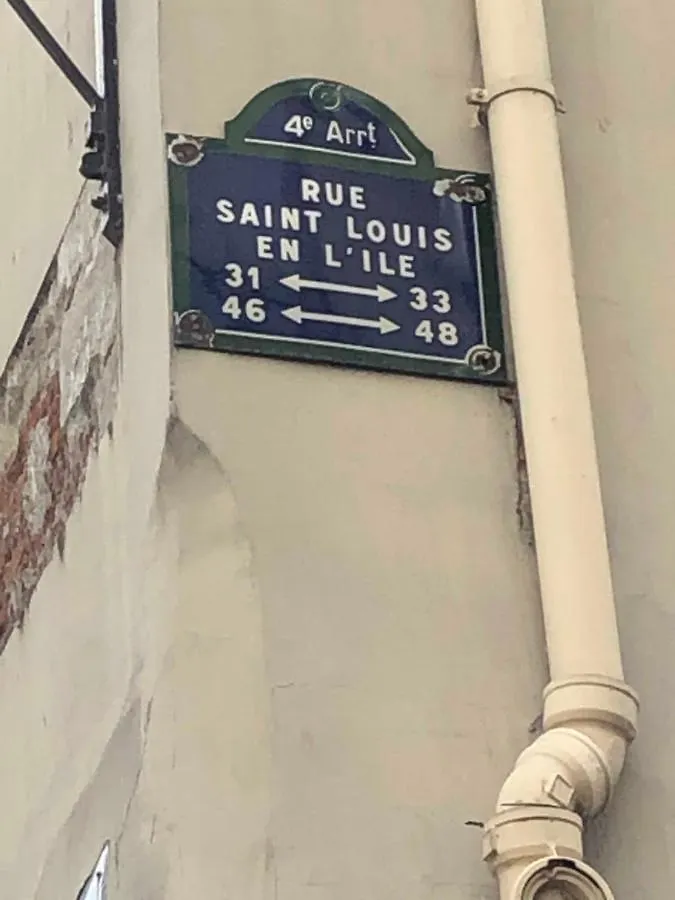 4e Arrt
RUE
SAINT LOUIS
EN L'ILE
31 ↔ 33
46 ↔ 48